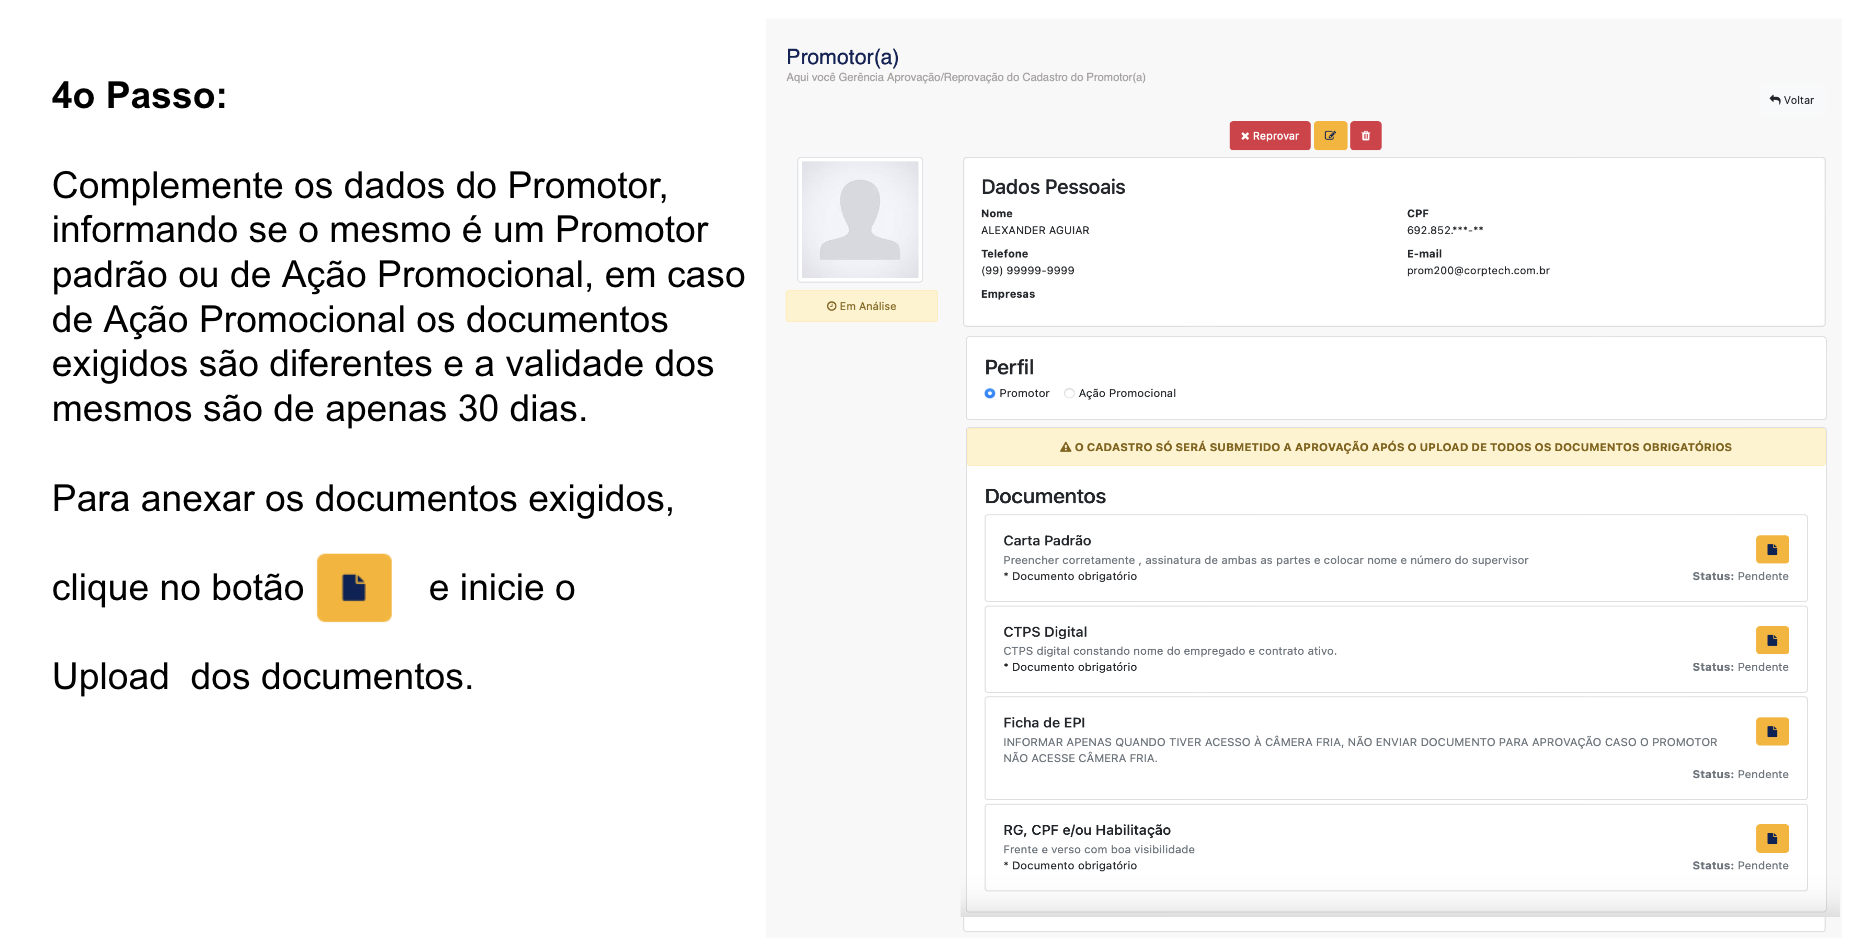 4o Passo:
Complemente os dados do Promotor,
informando se o mesmo é um Promotor
padrão ou de Ação Promocional, em caso
de Ação Promocional os documentos
exigidos são diferentes e a validade dos
mesmos são de apenas 30 dias.
Para anexar os documentos exigidos,
clique no botão e inicie o
Upload dos documentos.
Promotor(a)
Aqui você Gerência Aprovação/Reprovação do Cadastro do Promotor(a)
Voltar
Reprovar
Em Análise
Dados Pessoais
Nome
ALEXANDER AGUIAR
CPF
692.852.***-**
Telefone
(99) 99999-9999
E-mail
prom200@corptech.com.br
Empresas
Perfil
Promotor Ação Promocional
O CADASTRO SÓ SERÁ SUBMETIDO A APROVAÇÃO APÓS O UPLOAD DE TODOS OS DOCUMENTOS OBRIGATÓRIOS
Documentos
Carta Padrão
Preencher corretamente , assinatura de ambas as partes e colocar nome e número do supervisor
* Documento obrigatório
Status: Pendente
CTPS Digital
CTPS digital constando nome do empregado e contrato ativo.
* Documento obrigatório
Status: Pendente
Ficha de EPI
INFORMAR APENAS QUANDO TIVER ACESSO À CÂMERA FRIA, NÃO ENVIAR DOCUMENTO PARA APROVAÇÃO CASO O PROMOTOR
NÃO ACESSE CÂMERA FRIA.
Status: Pendente
RG, CPF e/ou Habilitação
Frente e verso com boa visibilidade
* Documento obrigatório
Status: Pendente